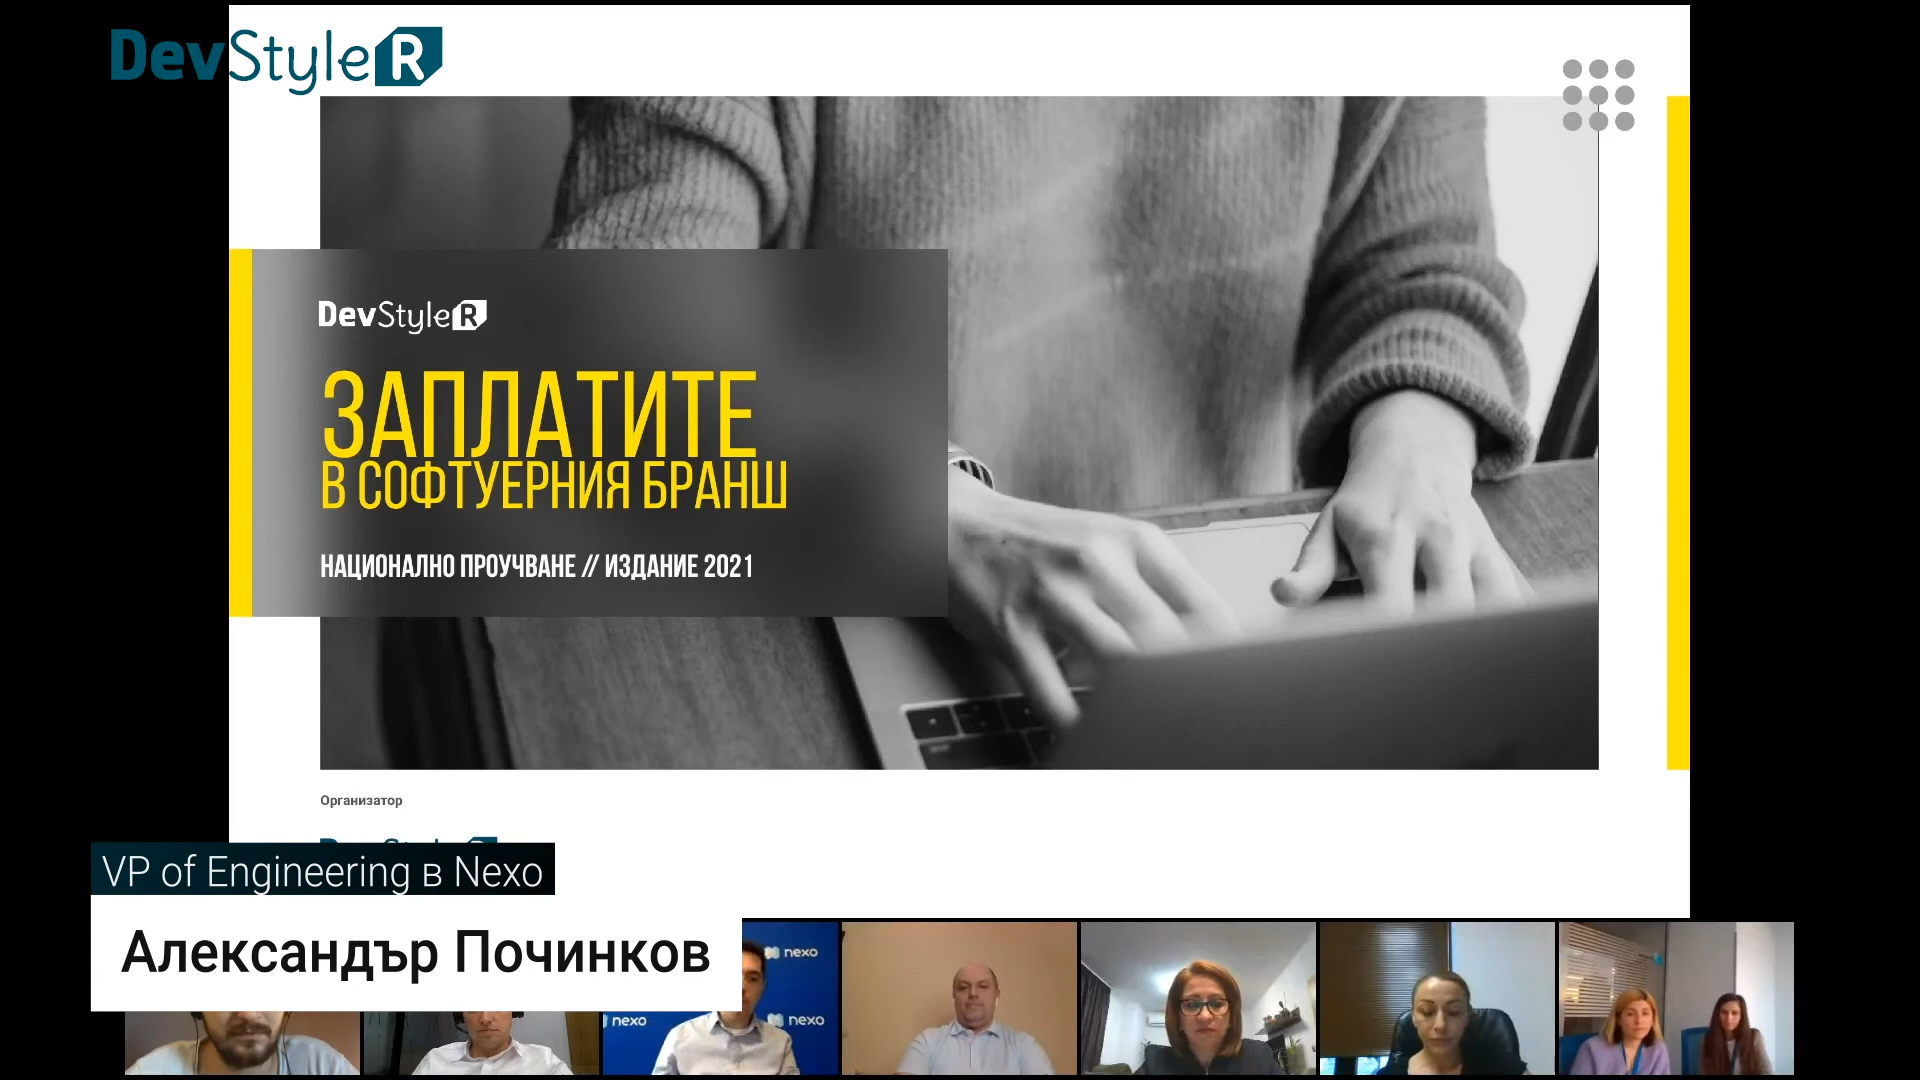 DevStyleR
DevStyleR
ЗАПЛАТИТЕ
В СОФТУЕРНИЯ БРАНШ
НАЦИОНАЛНО ПРОУЧВАНЕ // ИЗДАНИЕ 2021
Организатор
VP of Engineering в Nexo
Александър Починков
nexo
nexo
nexo